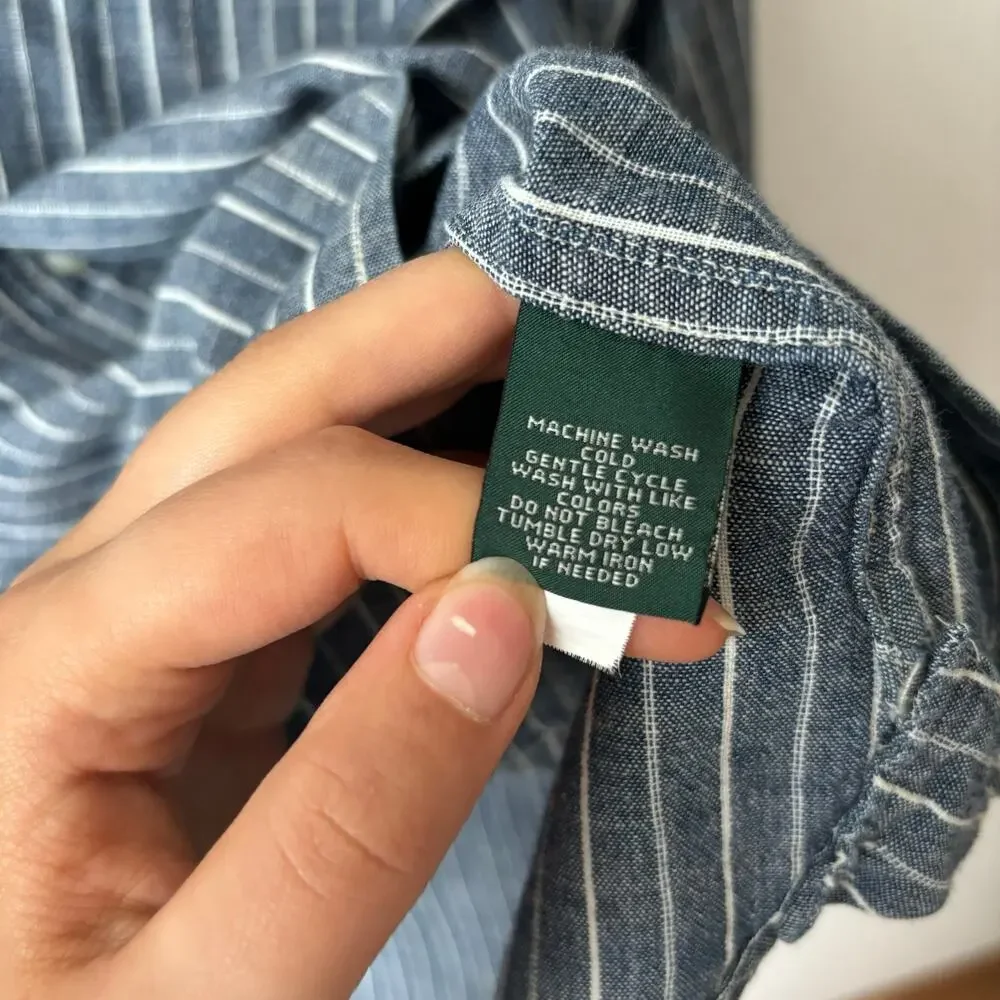 MACHINE WASH
COLD
GENTLE CYCLE
WASH WITH LIKE
COLORS
DO NOT BLEACH
TUMBLE DRY LOW
WARM IRON
IF NEEDED